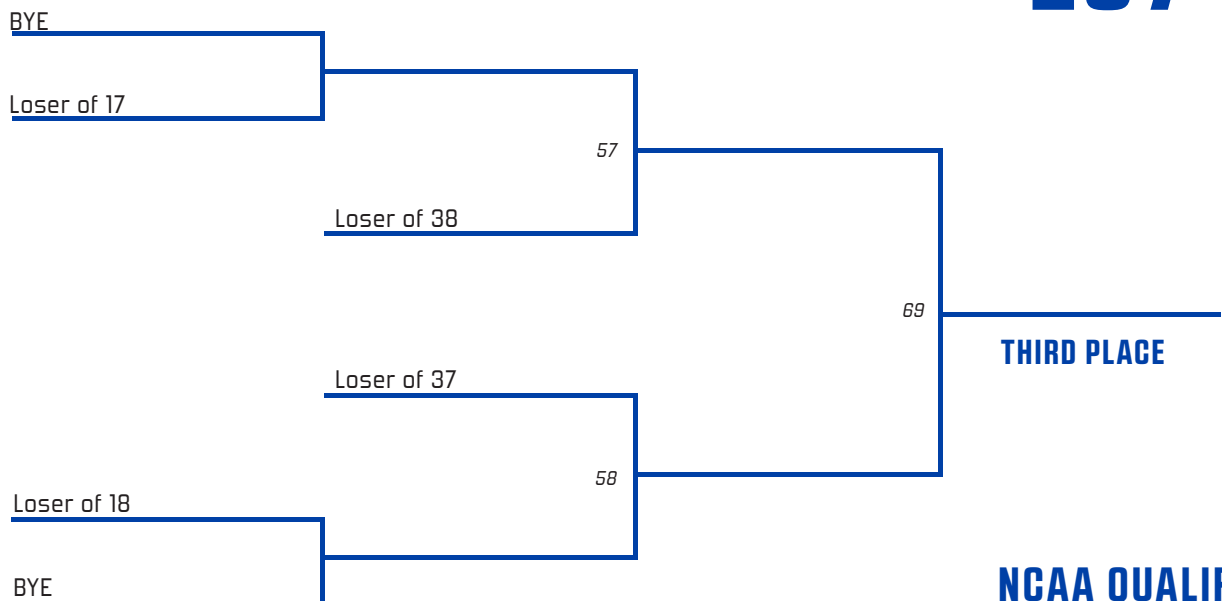 BYE
Loser of 17
57
Loser of 38
69
THIRD PLACE
Loser of 37
58
Loser of 18
BYE
NCAA